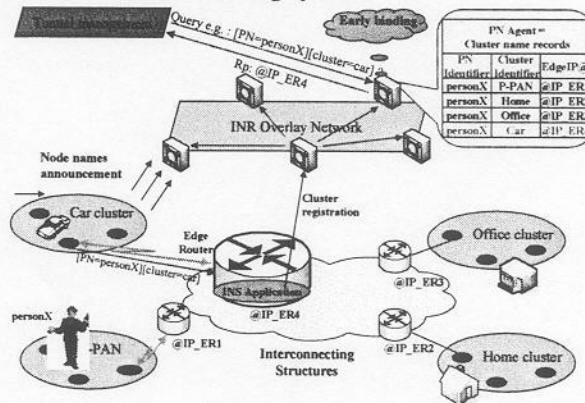 Query e.g. : [PN=personX][cluster=car] ?
Rp: @IP_ER4
Early binding
PN Agent =
Cluster name records
PN Identifier
Cluster Identifier
EdgeIP@
personX P-PAN @IP_ER
personX Home @IP_ER
personX Office @IP_ER
personX Car @IP_ER
INR Overlay Network
Node names
announcement
Cluster
registration
Car cluster
Edge
Router
[PN=personX][cluster=car]
INS Application
@IP_ER4
Office cluster
@IP_ER3
personX
-PAN
@IP_ER1
Interconnecting
Structures
@IP_ER2
Home cluster